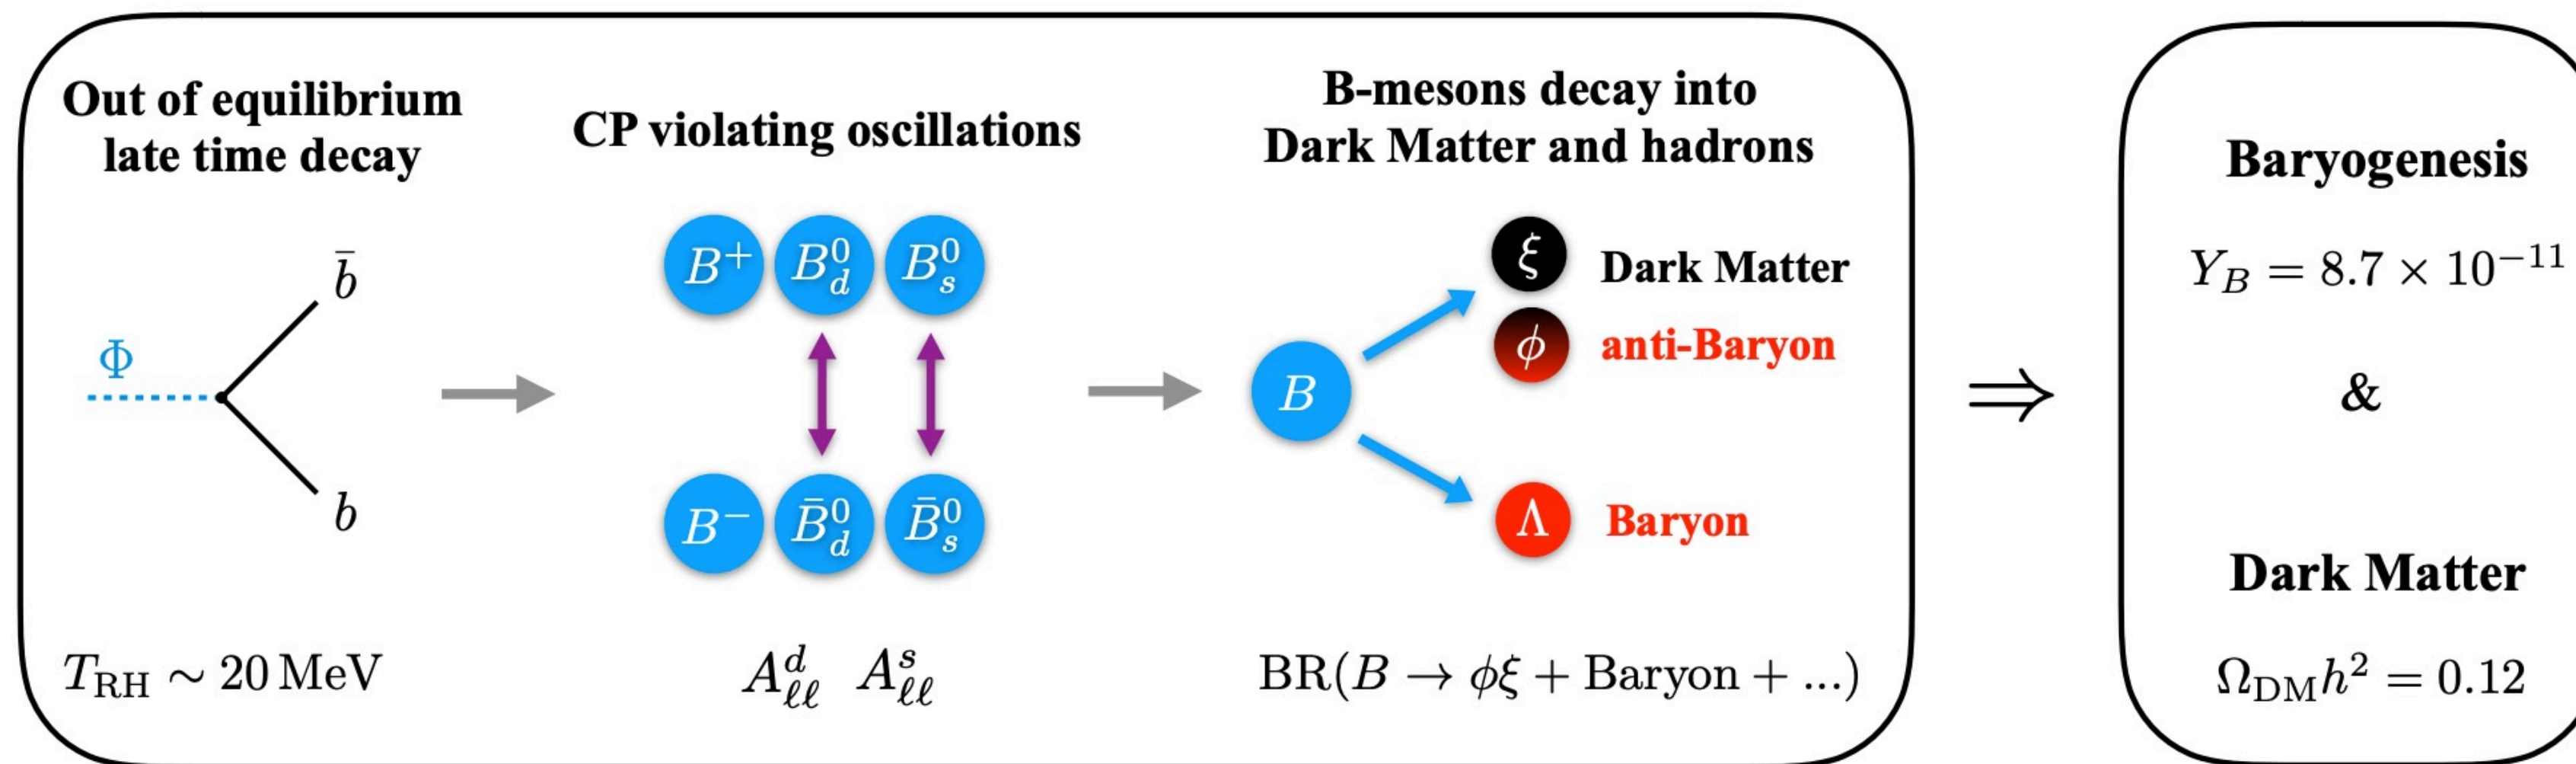 Out of equilibrium
late time decay
Φ
b̄
b
T_RH ∼ 20 MeV
CP violating oscillations
B⁺ B⁰_d B⁰_s
B⁻ B̄⁰_d B̄⁰_s
A^d_ℓℓ A^s_ℓℓ
B-mesons decay into
Dark Matter and hadrons
B
ξ Dark Matter
ϕ anti-Baryon
Λ Baryon
BR(B → ϕξ + Baryon + ...)
⇒
Baryogenesis
Y_B = 8.7 × 10⁻¹¹
&
Dark Matter
Ω_DM h² = 0.12